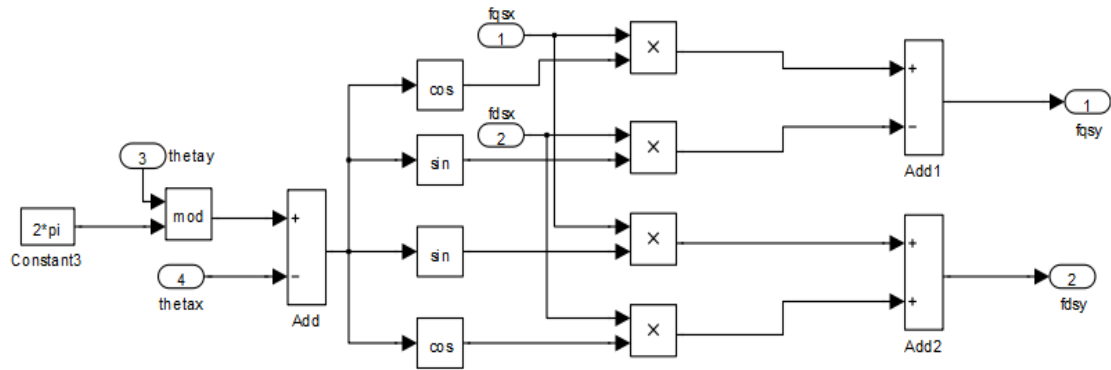 fqsx
1
×
cos
+
−
1
fqsy
Add1
fdsx
2
×
sin
3
thetay
mod
2*pi
Constant3
+
−
Add
4
thetax
sin
×
+
+
2
fdsy
Add2
cos
×